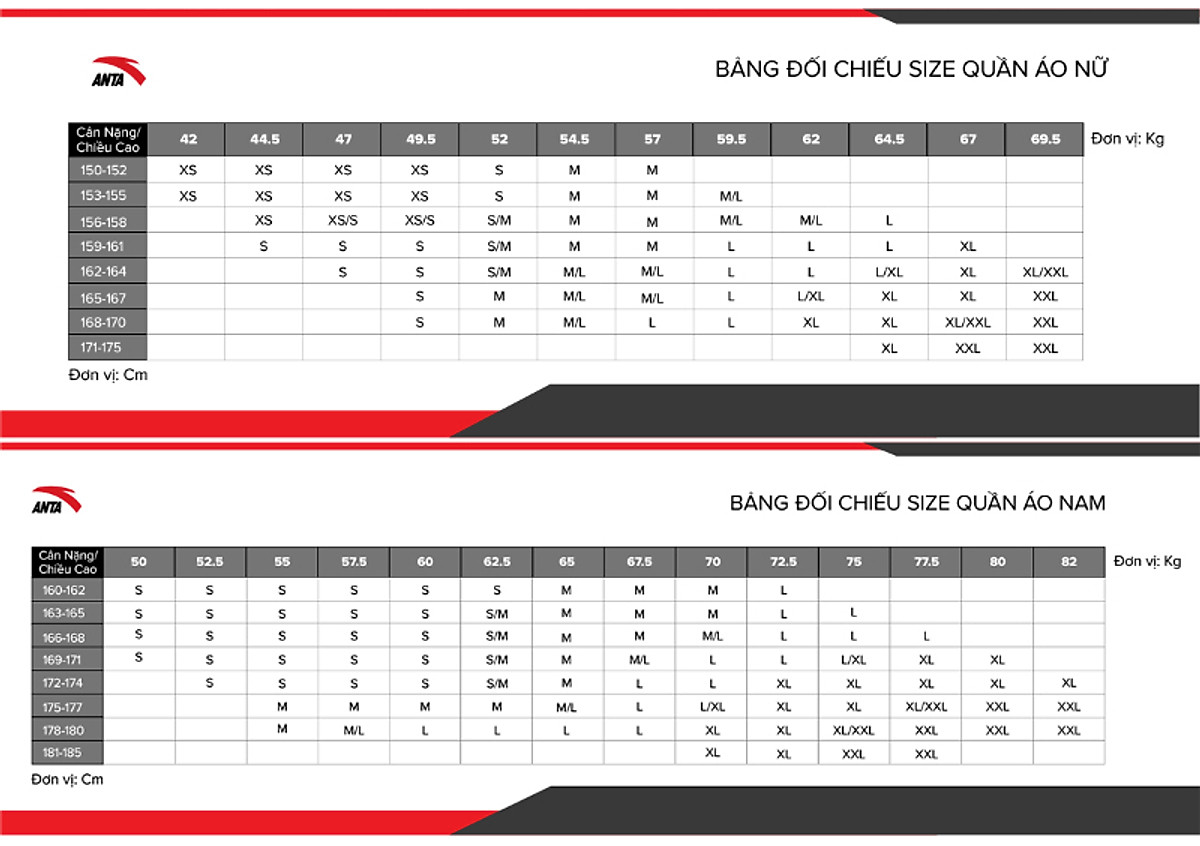 ANTA
BẢNG ĐỐI CHIẾU SIZE QUẦN ÁO NỮ
Cân Nặng/
Chiều Cao 42 44.5 47 49.5 52 54.5 57 59.5 62 64.5 67 69.5 Đơn vị: Kg
150-152 XS XS XS XS S M M
153-155 XS XS XS XS S M M M/L
156-158 XS XS/S XS/S S/M M M M/L M/L L
159-161 S S S S/M M M L L L XL
162-164 S S S/M M/L M/L L L L/XL XL XL/XXL
165-167 S M M/L M/L L L/XL XL XL XXL
168-170 S M M/L L L XL XL XL/XXL XXL
171-175 XL XXL XXL
Đơn vị: Cm
ANTA
BẢNG ĐỐI CHIẾU SIZE QUẦN ÁO NAM
Cân Nặng/
Chiều Cao 50 52.5 55 57.5 60 62.5 65 67.5 70 72.5 75 77.5 80 82 Đơn vị: Kg
160-162 S S S S S S M M M L
163-165 S S S S S S/M M M M L L
166-168 S S S S S S/M M M M/L L L L
169-171 S S S S S S/M M M/L L L L/XL XL XL
172-174 S S S S S/M M L L XL XL XL XL XL
175-177 M M M M M/L L L/XL XL XL XL/XXL XXL XXL
178-180 M M/L L L L L XL XL XL/XXL XXL XXL XXL
181-185 XL XL XXL XXL
Đơn vị: Cm